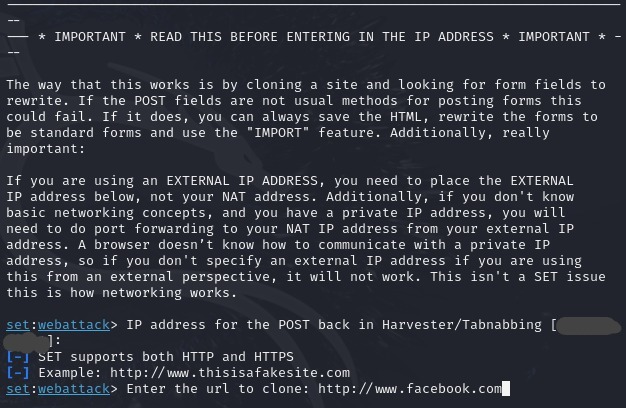 --
--- * IMPORTANT * READ THIS BEFORE ENTERING IN THE IP ADDRESS * IMPORTANT * -
--
The way that this works is by cloning a site and looking for form fields to
rewrite. If the POST fields are not usual methods for posting forms this
could fail. If it does, you can always save the HTML, rewrite the forms to
be standard forms and use the "IMPORT" feature. Additionally, really
important:
If you are using an EXTERNAL IP ADDRESS, you need to place the EXTERNAL
IP address below, not your NAT address. Additionally, if you don't know
basic networking concepts, and you have a private IP address, you will
need to do port forwarding to your NAT IP address from your external IP
address. A browser doesn’t know how to communicate with a private IP
address, so if you don't specify an external IP address if you are using
this from an external perspective, it will not work. This isn't a SET issue
this is how networking works.
set:webattack> IP address for the POST back in Harvester/Tabnabbing [
]:
[-] SET supports both HTTP and HTTPS
[-] Example: http://www.thisisafakesite.com
set:webattack> Enter the url to clone: http://www.facebook.com